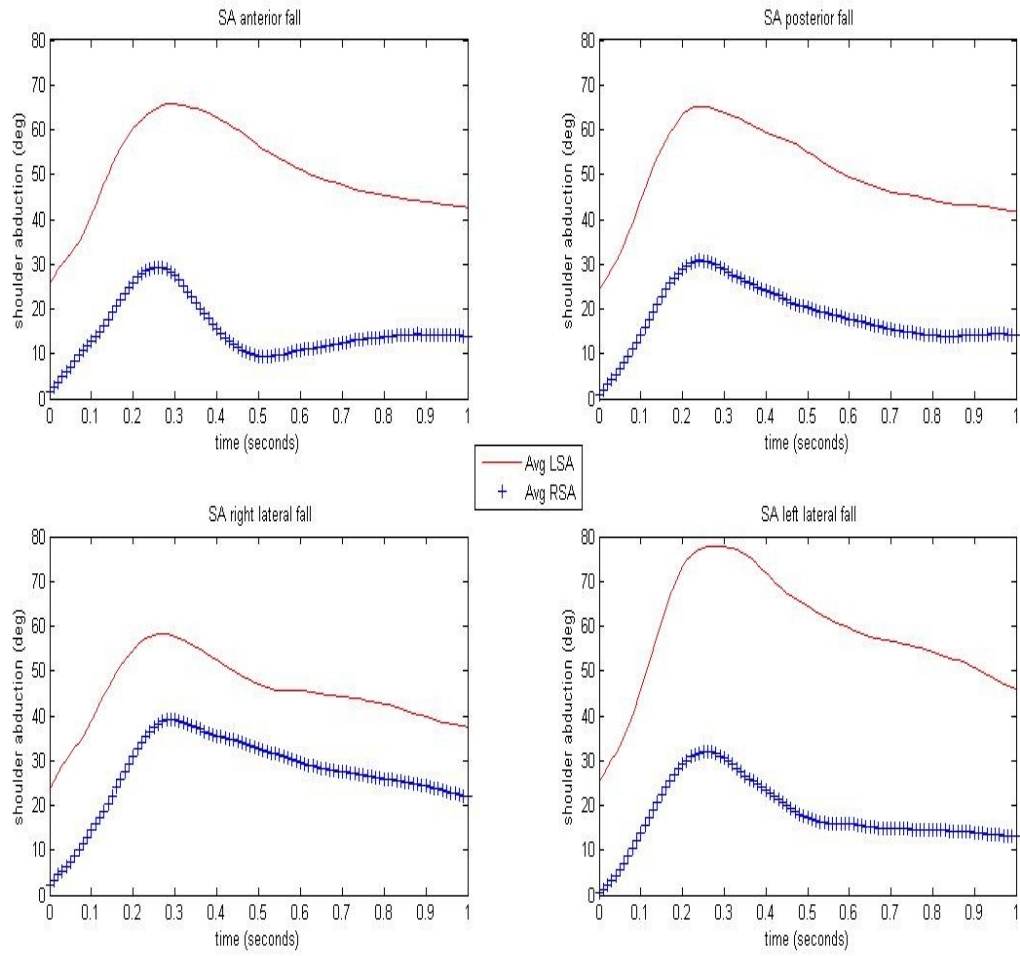 SA anterior fall
80
70
60
50
40
30
20
10
0
shoulder abduction (deg)
0 0.1 0.2 0.3 0.4 0.5 0.6 0.7 0.8 0.9 1
time (seconds)
SA posterior fall
80
70
60
50
40
30
20
10
0
shoulder abduction (deg)
0 0.1 0.2 0.3 0.4 0.5 0.6 0.7 0.8 0.9 1
time (seconds)
Avg LSA
Avg RSA
SA right lateral fall
80
70
60
50
40
30
20
10
0
shoulder abduction (deg)
0 0.1 0.2 0.3 0.4 0.5 0.6 0.7 0.8 0.9 1
time (seconds)
SA left lateral fall
80
70
60
50
40
30
20
10
0
shoulder abduction (deg)
0 0.1 0.2 0.3 0.4 0.5 0.6 0.7 0.8 0.9 1
time (seconds)